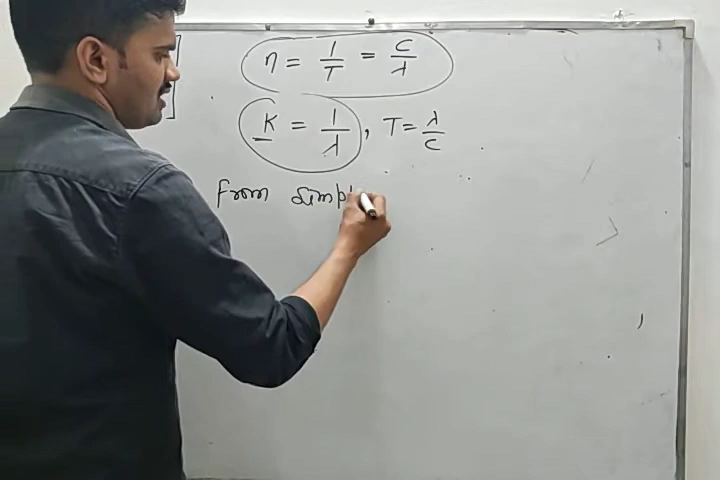 n = 1/T = c/λ
K = 1/λ, T = λ/c
From simpl